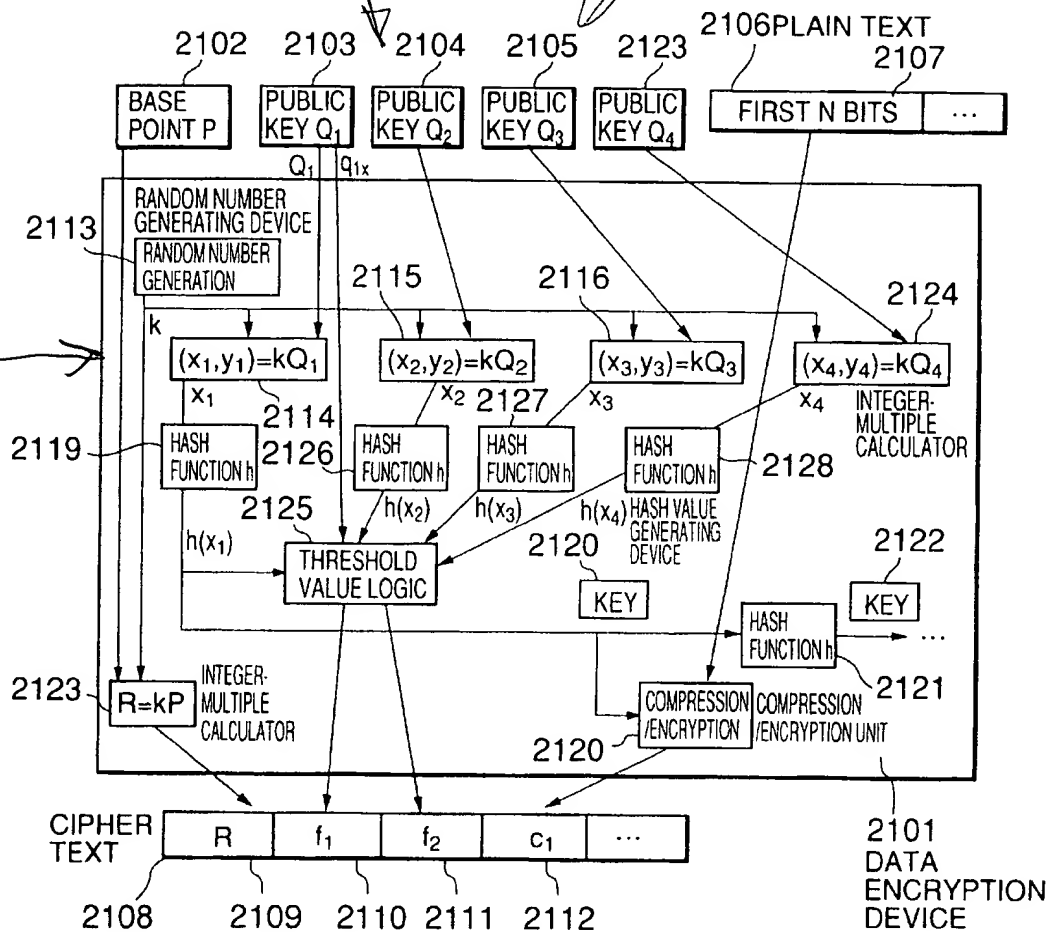 2106 PLAIN TEXT
2102
2103
2104
2105
2123
2107
BASE
POINT P
PUBLIC
KEY Q1
PUBLIC
KEY Q2
PUBLIC
KEY Q3
PUBLIC
KEY Q4
FIRST N BITS
...
Q1
q1x
RANDOM NUMBER
GENERATING DEVICE
2113
RANDOM NUMBER
GENERATION
2115
2116
2124
k
(x1,y1)=kQ1
(x2,y2)=kQ2
(x3,y3)=kQ3
(x4,y4)=kQ4
x1
x2
x3
x4
2114
2127
INTEGER-
MULTIPLE
CALCULATOR
2119
HASH
FUNCTION h
2126
HASH
FUNCTION h
HASH
FUNCTION h
HASH
FUNCTION h
2128
h(x1)
2125
h(x2)
h(x3)
h(x4)
HASH VALUE
GENERATING
DEVICE
THRESHOLD
VALUE LOGIC
2120
KEY
2122
KEY
HASH
FUNCTION h
...
2121
2123
R=kP
INTEGER-
MULTIPLE
CALCULATOR
COMPRESSION
/ENCRYPTION
COMPRESSION
/ENCRYPTION UNIT
2120
CIPHER
TEXT
R
f1
f2
c1
...
2108
2109
2110
2111
2112
2101
DATA
ENCRYPTION
DEVICE